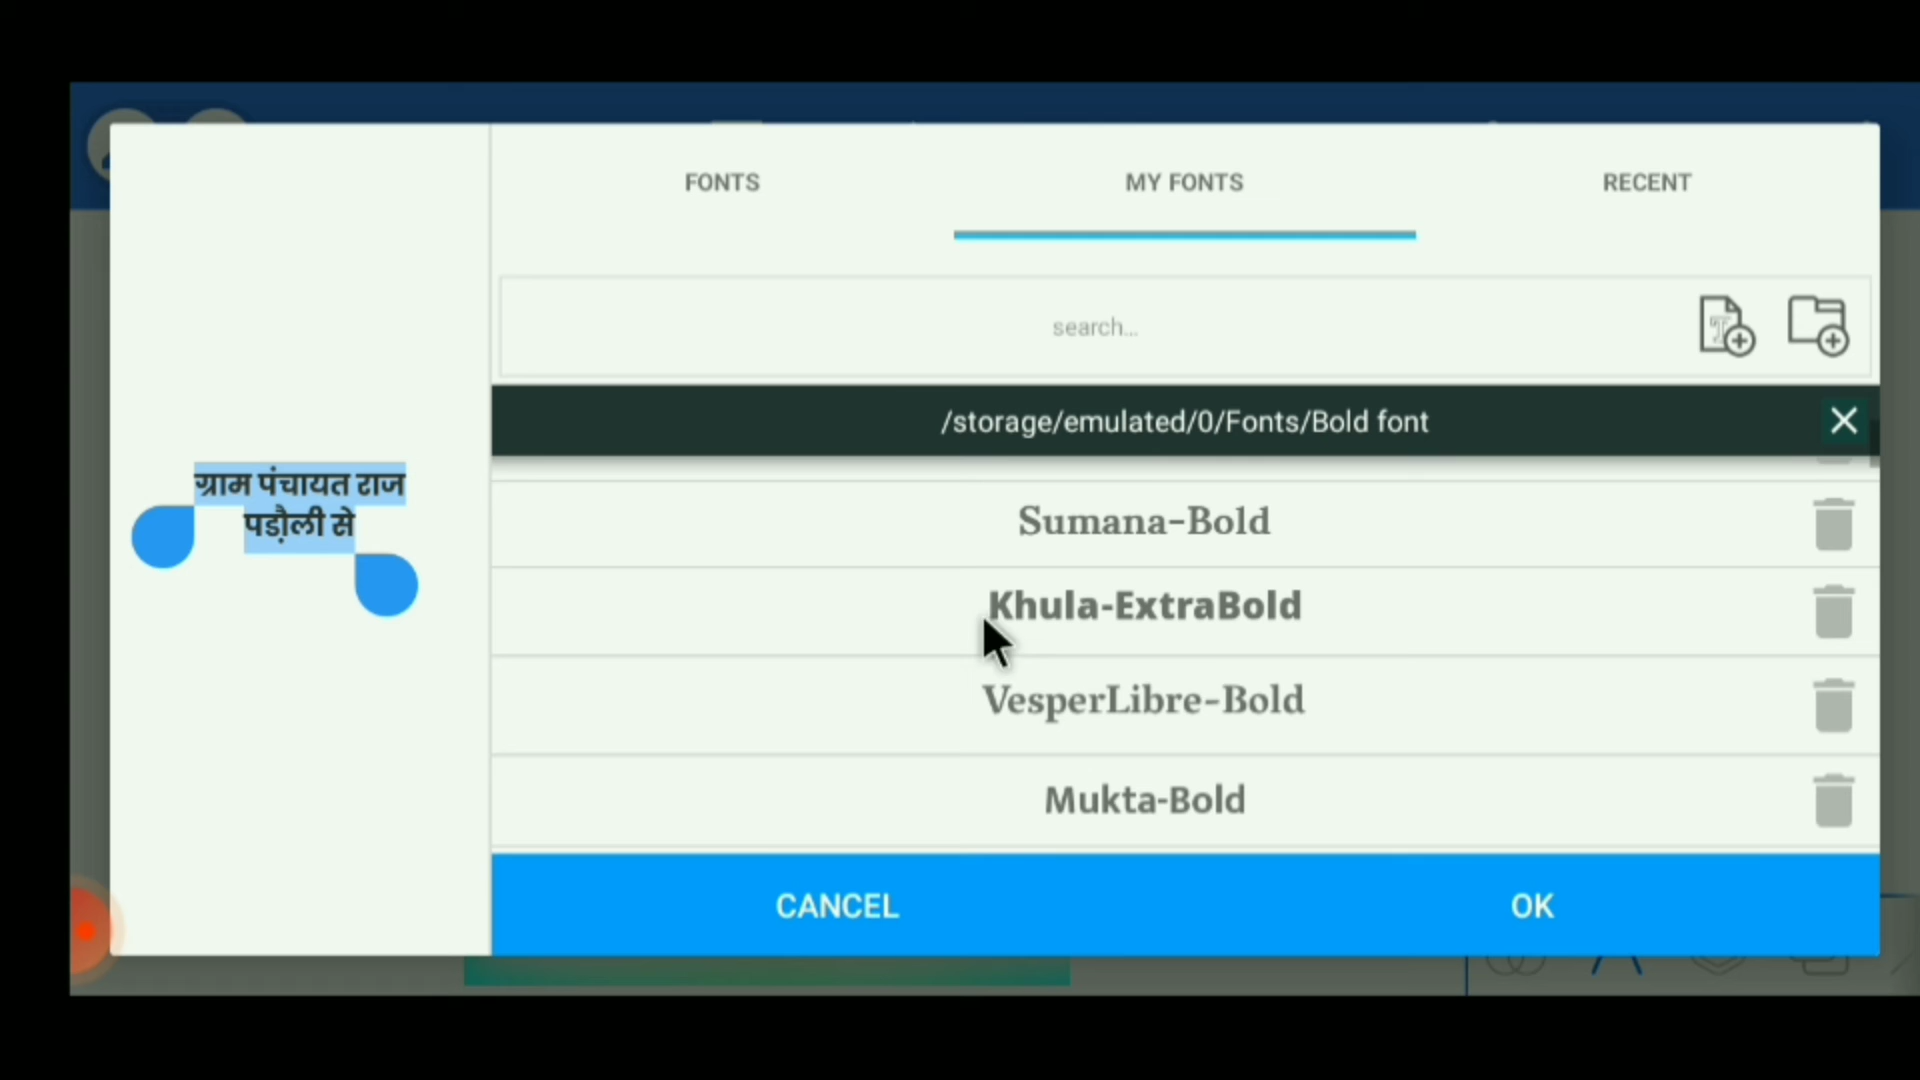 FONTS
MY FONTS
RECENT
search...
/storage/emulated/0/Fonts/Bold font
ग्राम पंचायत राज
पड़ौली से
Sumana-Bold
Khula-ExtraBold
VesperLibre-Bold
Mukta-Bold
CANCEL
OK